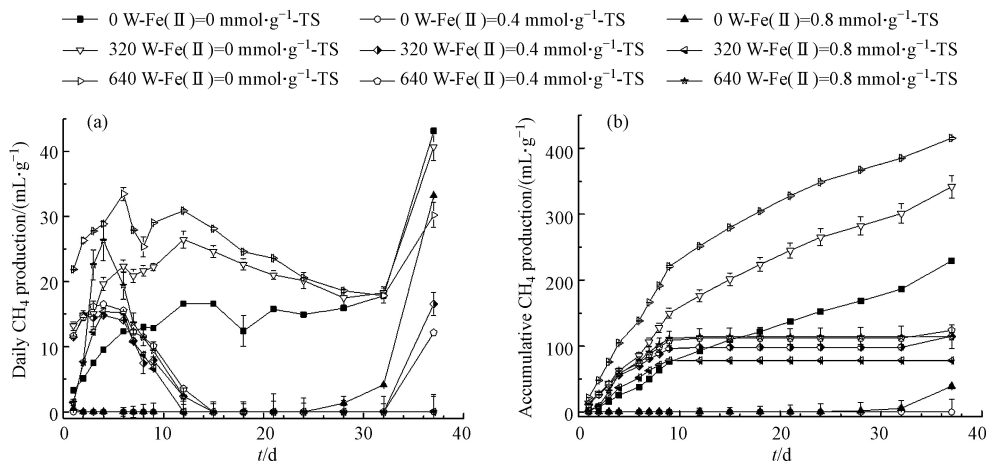 0 W-Fe(Ⅱ)=0 mmol·g⁻¹-TS 0 W-Fe(Ⅱ)=0.4 mmol·g⁻¹-TS 0 W-Fe(Ⅱ)=0.8 mmol·g⁻¹-TS
320 W-Fe(Ⅱ)=0 mmol·g⁻¹-TS 320 W-Fe(Ⅱ)=0.4 mmol·g⁻¹-TS 320 W-Fe(Ⅱ)=0.8 mmol·g⁻¹-TS
640 W-Fe(Ⅱ)=0 mmol·g⁻¹-TS 640 W-Fe(Ⅱ)=0.4 mmol·g⁻¹-TS 640 W-Fe(Ⅱ)=0.8 mmol·g⁻¹-TS
(a)
Daily CH₄ production/(mL·g⁻¹)
40
30
20
10
0
0 10 20 30 40
t/d
(b)
Accumulative CH₄ production/(mL·g⁻¹)
400
300
200
100
0
0 10 20 30 40
t/d